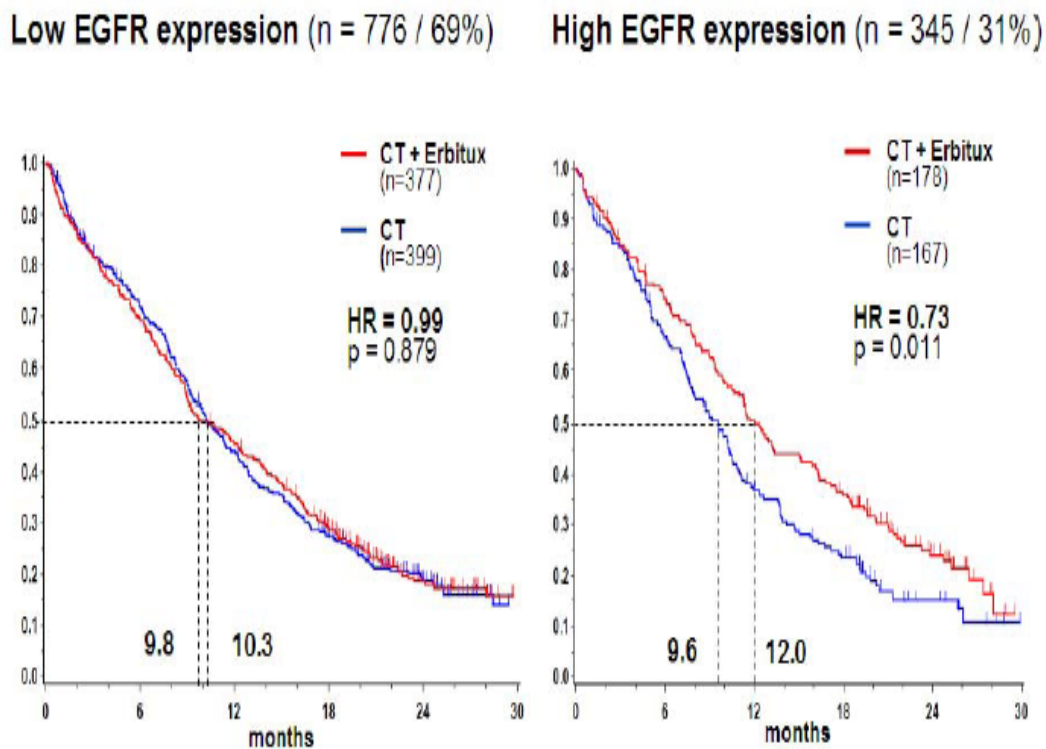 Low EGFR expression (n = 776 / 69%)
High EGFR expression (n = 345 / 31%)
CT + Erbitux
(n=377)
CT
(n=399)
HR = 0.99
p = 0.879
1.0
0.9
0.8
0.7
0.6
0.5
0.4
0.3
0.2
0.1
0.0
9.8
10.3
0
6
12
18
24
30
months
CT + Erbitux
(n=178)
CT
(n=167)
HR = 0.73
p = 0.011
1.0
0.9
0.8
0.7
0.6
0.5
0.4
0.3
0.2
0.1
0.0
9.6
12.0
0
6
12
18
24
30
months